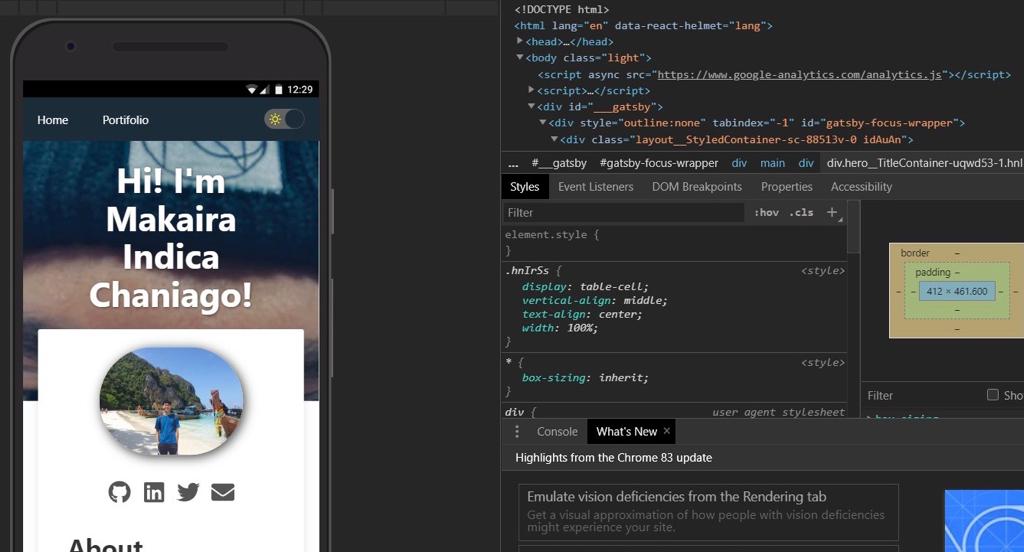 12:29
Home Portifolio
Hi! I'm
Makaira
Indica
Chaniago!
About
<!DOCTYPE html>
<html lang="en" data-react-helmet="lang">
<head>…</head>
<body class="light">
<script async src="https://www.google-analytics.com/analytics.js"></script>
<script>…</script>
<div id="___gatsby">
<div style="outline:none" tabindex="-1" id="gatsby-focus-wrapper">
<div class="layout__StyledContainer-sc-88513v-0 idAuAn">
… #___gatsby #gatsby-focus-wrapper div main div div.hero__TitleContainer-uqwd53-1.hnl
Styles Event Listeners DOM Breakpoints Properties Accessibility
Filter :hov .cls +
element.style {
}
.hnIrSs { <style>
display: table-cell;
vertical-align: middle;
text-align: center;
width: 100%;
}
* { <style>
box-sizing: inherit;
}
div { user agent stylesheet
border –
padding –
– – 412 × 461.600 – –
–
–
Filter Sho
box-sizing
Console What's New ×
Highlights from the Chrome 83 update
Emulate vision deficiencies from the Rendering tab
Get a visual approximation of how people with vision deficiencies
might experience your site.